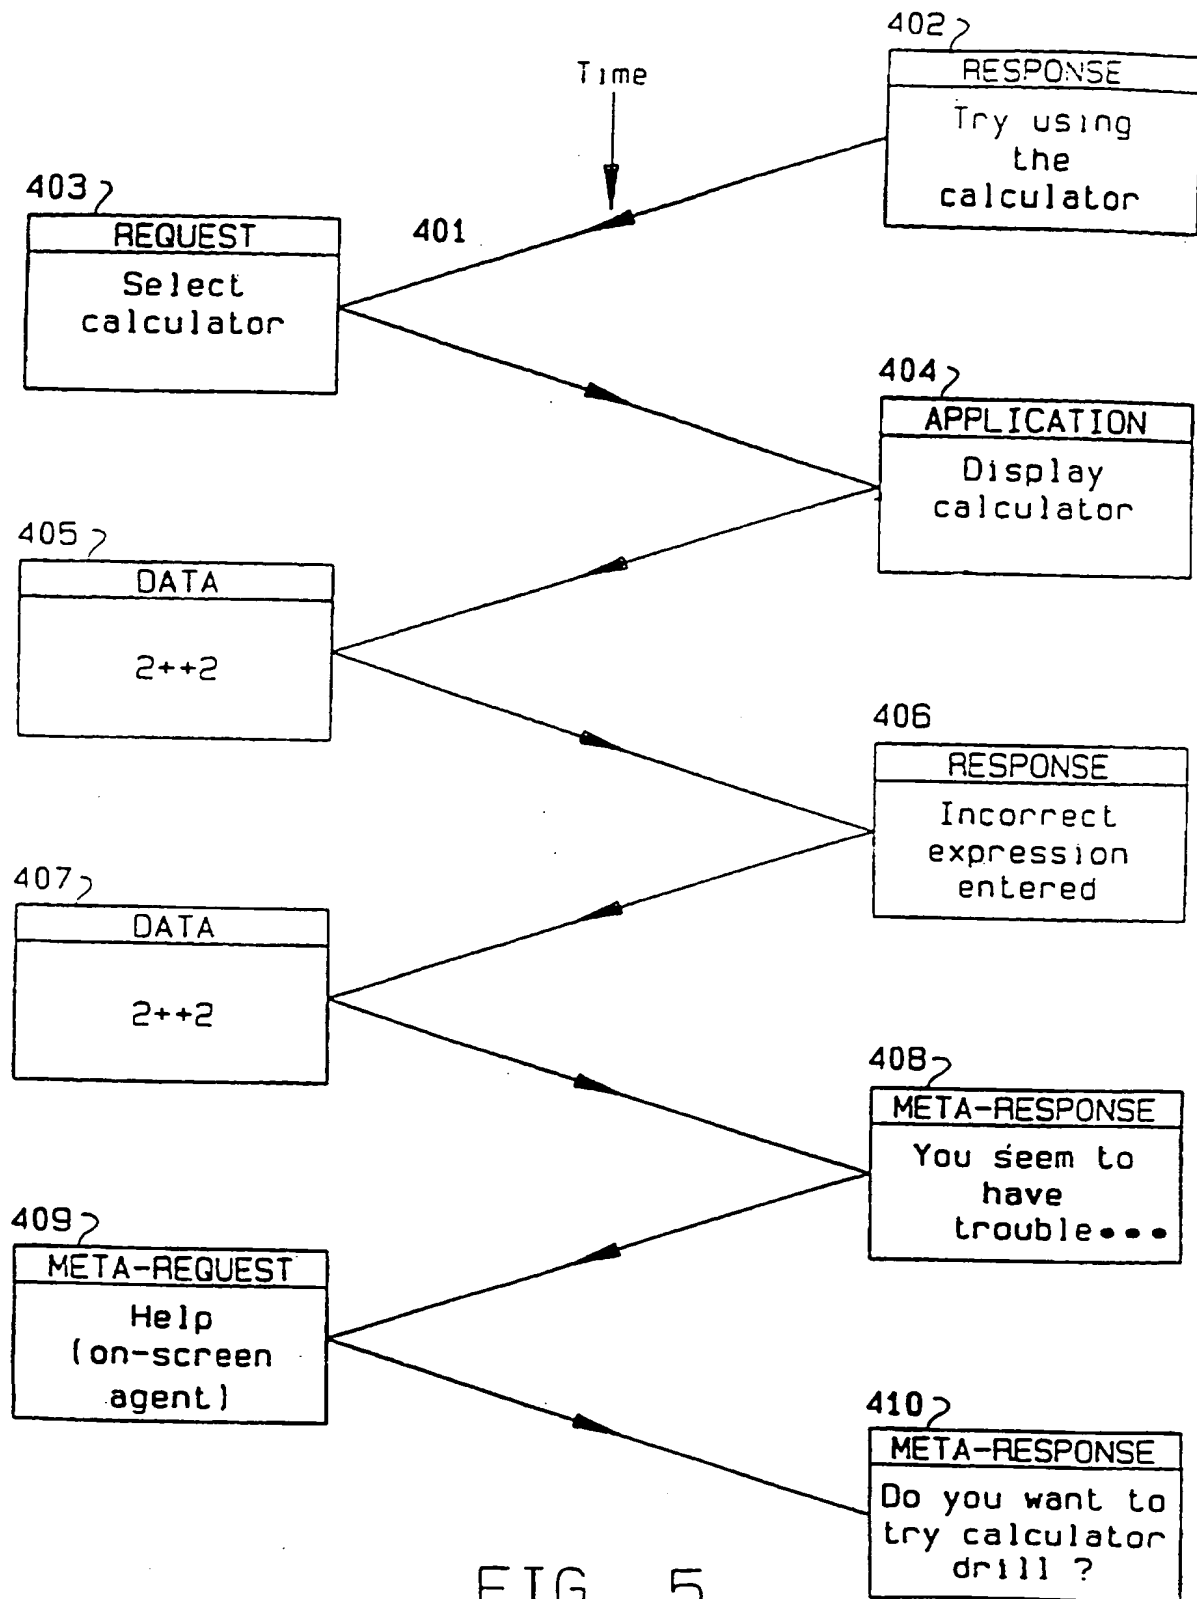 402
RESPONSE
Try using
the
calculator
Time
403
REQUEST
Select
calculator
401
404
APPLICATION
Display
calculator
405
DATA
2++2
406
RESPONSE
Incorrect
expression
entered
407
DATA
2++2
408
META-RESPONSE
You seem to
have
trouble•••
409
META-REQUEST
Help
(on-screen
agent)
410
META-RESPONSE
Do you want to
try calculator
drill ?
FIG. 5